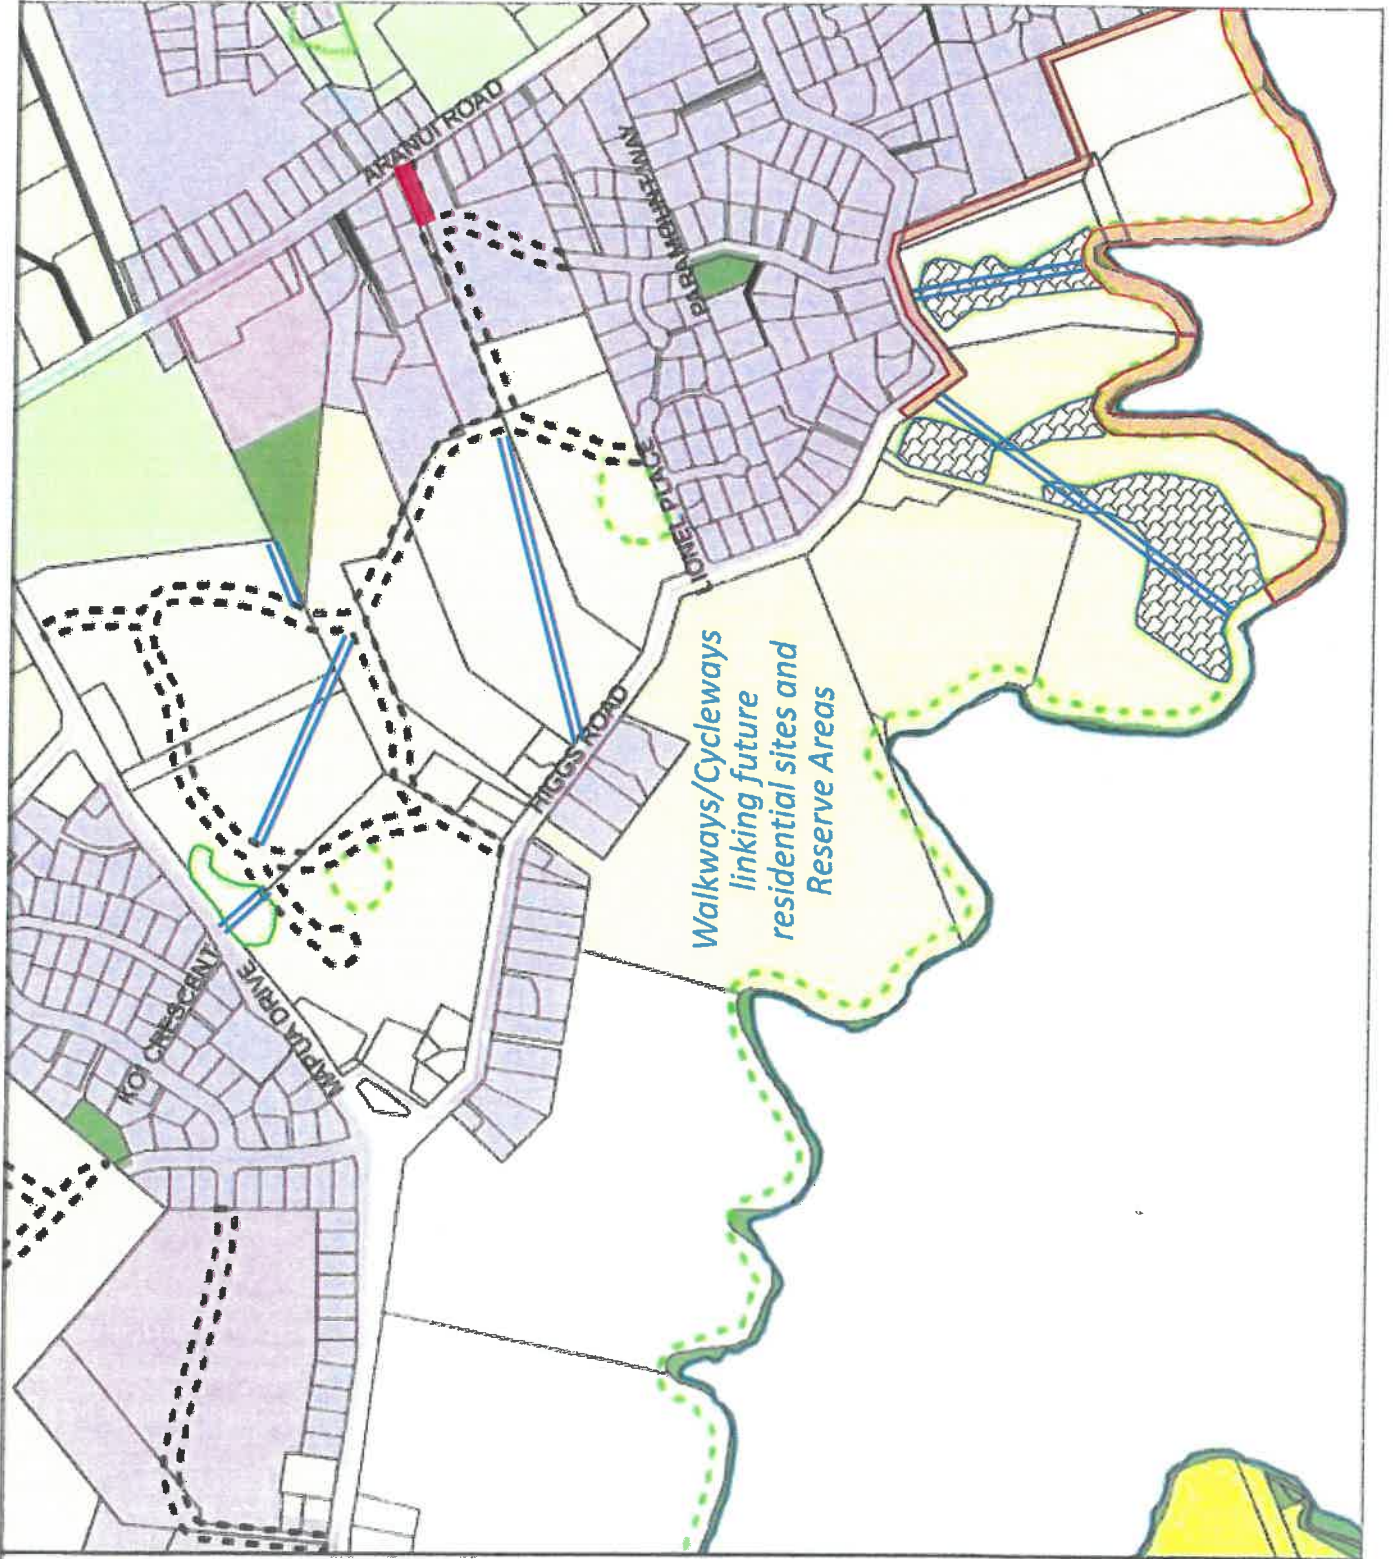 ARANUI ROAD
PARAMOUNT WAY
LIONEL PLACE
HIGGS ROAD
KOI CRESCENT
MAPUA DRIVE
Walkways/Cycleways
linking future
residential sites and
Reserve Areas